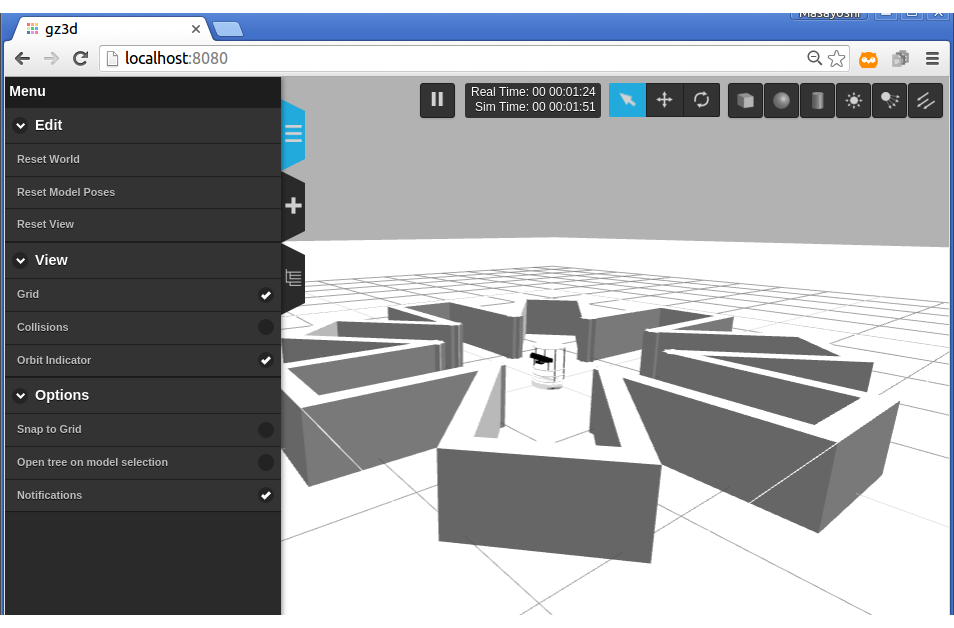 Masayoshi
gz3d
localhost:8080
Menu
Real Time: 00 00:01:24
Sim Time: 00 00:01:51
Edit
Reset World
Reset Model Poses
Reset View
View
Grid
Collisions
Orbit Indicator
Options
Snap to Grid
Open tree on model selection
Notifications